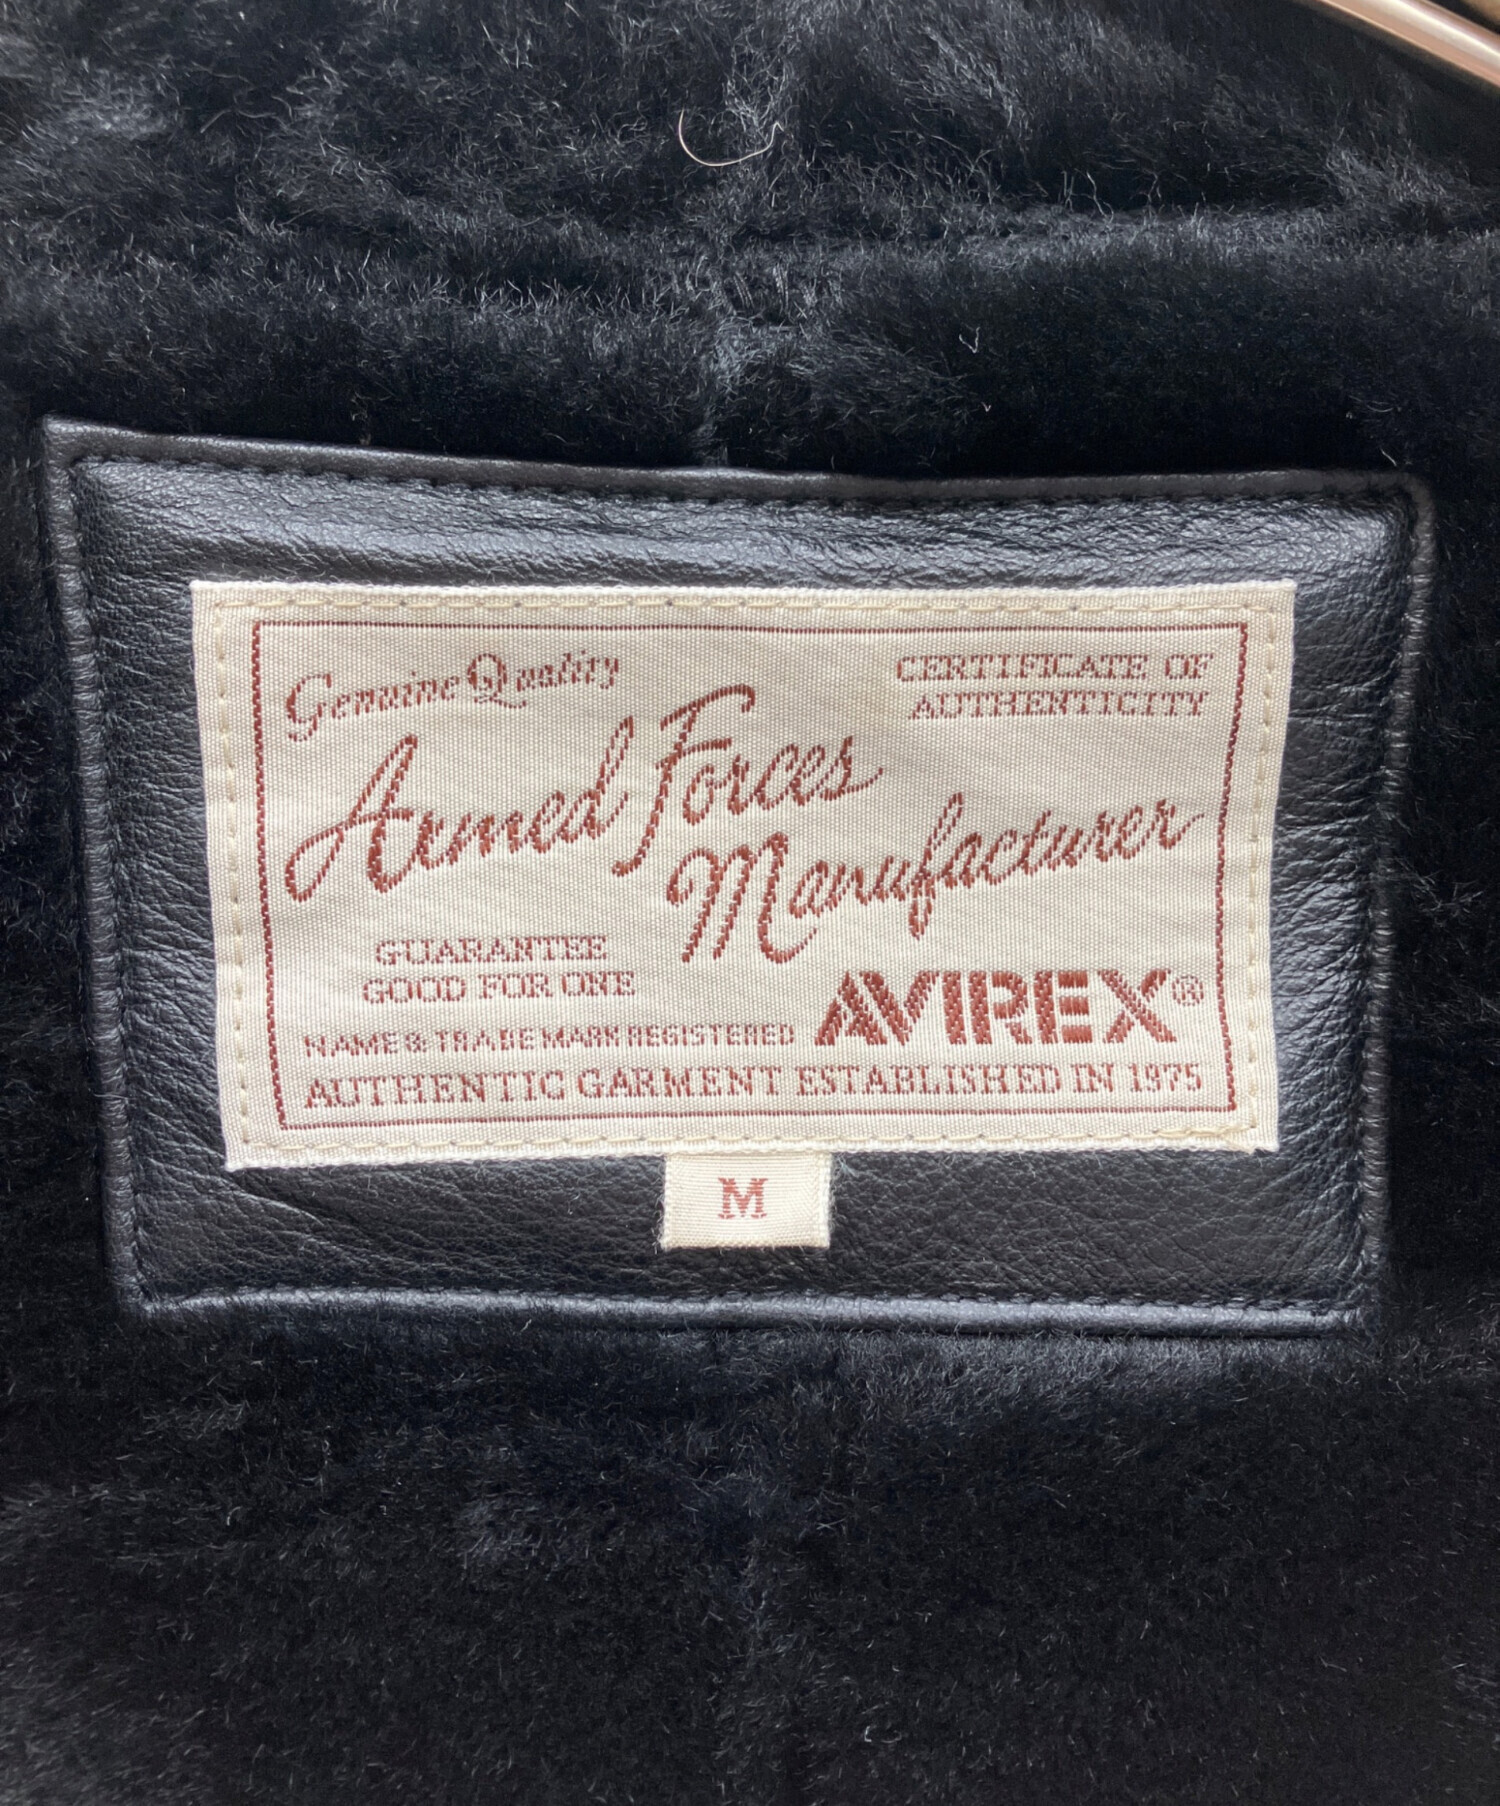 Genuine Quality
CERTIFICATE OF
AUTHENTICITY
Armed Forces
Manufacturer
GUARANTEE
GOOD FOR ONE
AVIREX®
NAME & TRADE MARK REGISTERED
AUTHENTIC GARMENT ESTABLISHED IN 1975
M